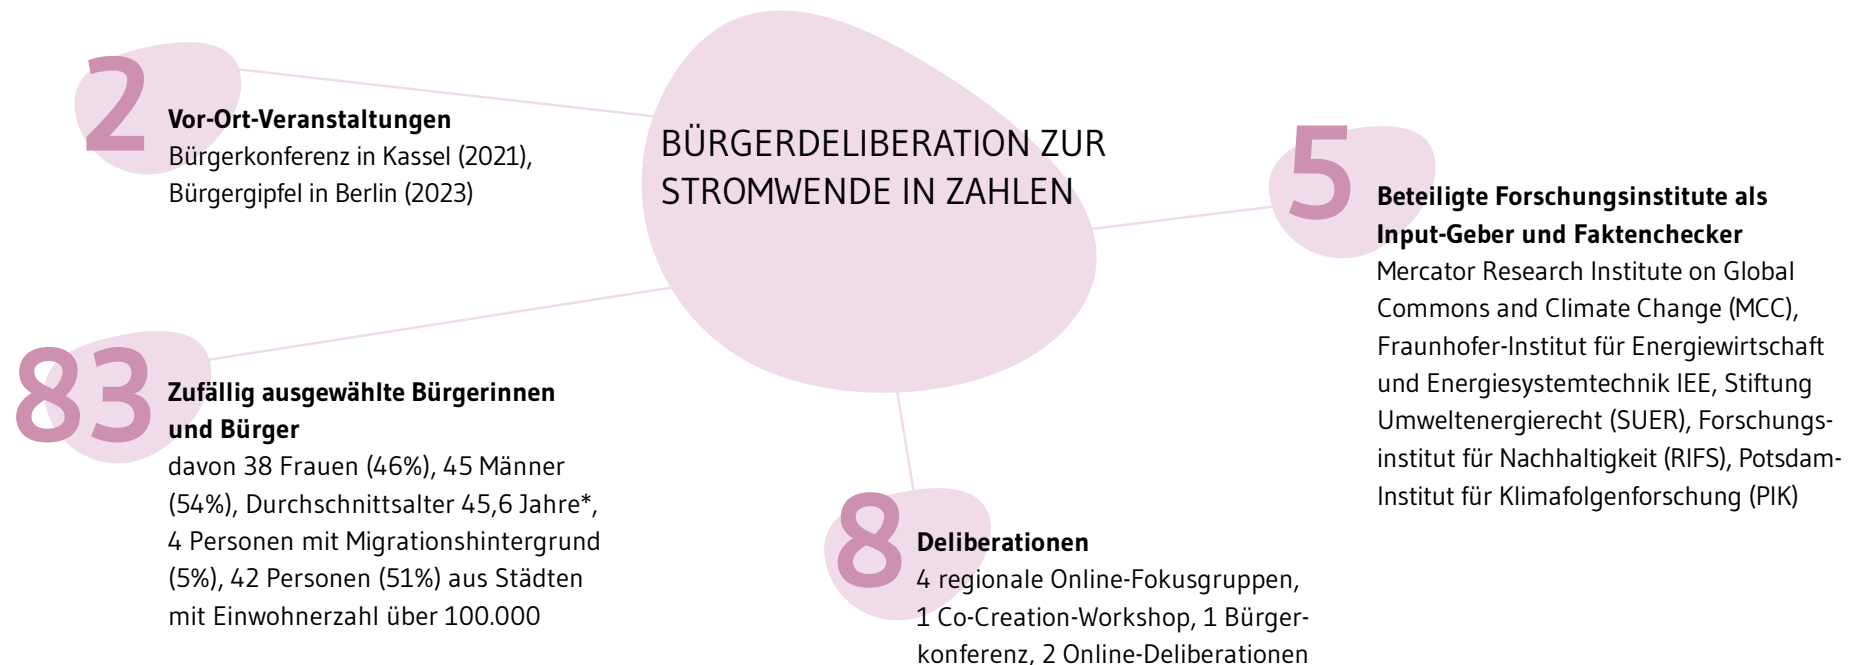 BÜRGERDELIBERATION ZUR
STROMWENDE IN ZAHLEN
2
Vor-Ort-Veranstaltungen
Bürgerkonferenz in Kassel (2021),
Bürgergipfel in Berlin (2023)
83
Zufällig ausgewählte Bürgerinnen
und Bürger
davon 38 Frauen (46%), 45 Männer
(54%), Durchschnittsalter 45,6 Jahre*,
4 Personen mit Migrationshintergrund
(5%), 42 Personen (51%) aus Städten
mit Einwohnerzahl über 100.000
8
Deliberationen
4 regionale Online-Fokusgruppen,
1 Co-Creation-Workshop, 1 Bürger-
konferenz, 2 Online-Deliberationen
5
Beteiligte Forschungsinstitute als
Input-Geber und Faktenchecker
Mercator Research Institute on Global
Commons and Climate Change (MCC),
Fraunhofer-Institut für Energiewirtschaft
und Energiesystemtechnik IEE, Stiftung
Umweltenergierecht (SUER), Forschungs-
institut für Nachhaltigkeit (RIFS), Potsdam-
Institut für Klimafolgenforschung (PIK)